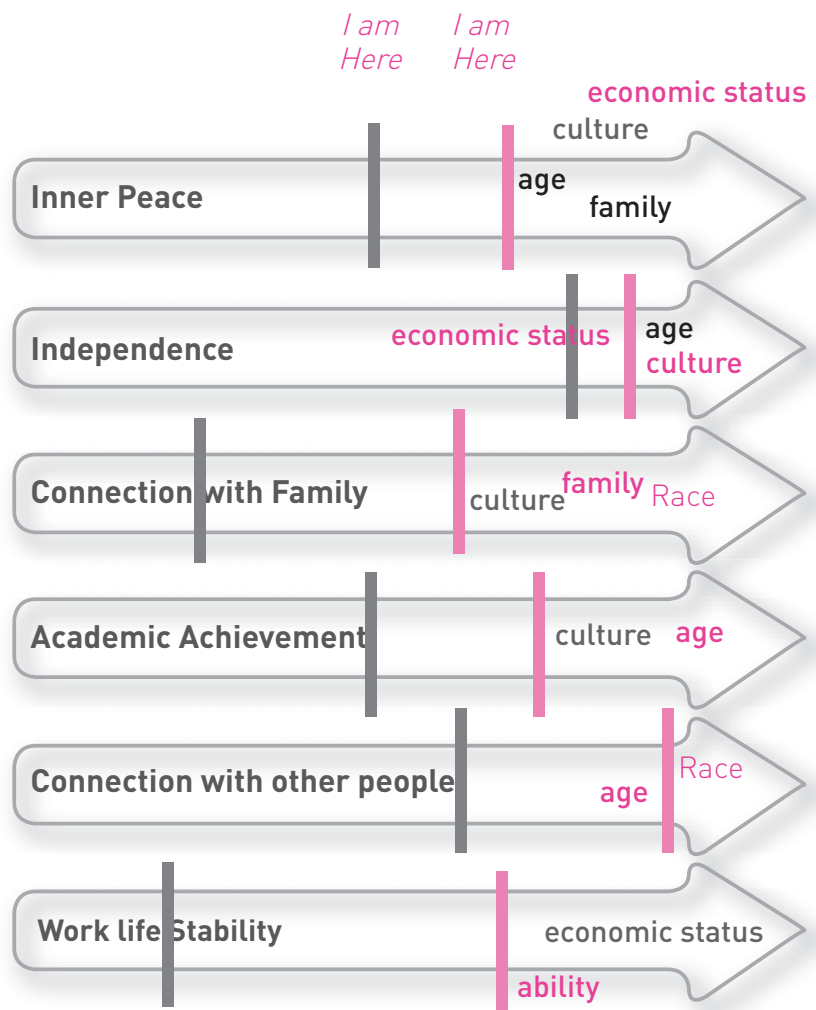 I am
Here
I am
Here
economic status
culture
age
Inner Peace
family
economic status
age
Independence
culture
Connection with Family
culture
family
Race
Academic Achievement
culture
age
Connection with other people
Race
age
Work life Stability
economic status
ability